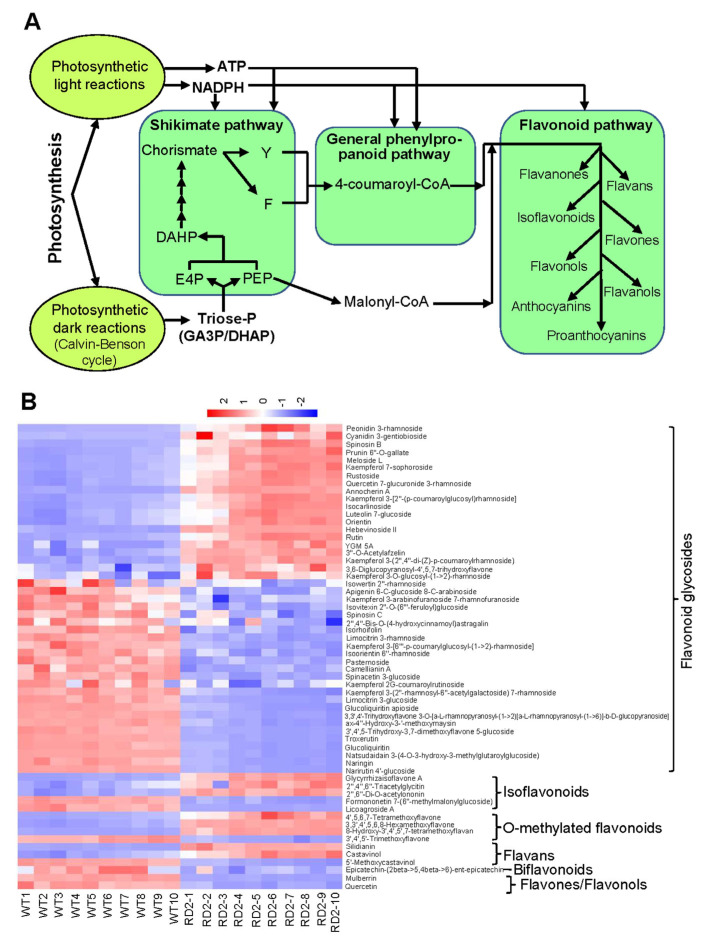 A
Photosynthetic
light reactions
ATP
NADPH
Photosynthesis
Shikimate pathway
Chorismate
Y
F
DAHP
E4P
PEP
General phenylpro-
panoid pathway
4-coumaroyl-CoA
Flavonoid pathway
Flavanones
Flavans
Isoflavonoids
Flavones
Flavonols
Flavanols
Anthocyanins
Proanthocyanins
Malonyl-CoA
Photosynthetic
dark reactions
(Calvin-Benson
cycle)
Triose-P
(GA3P/DHAP)
B
2 1 0 -1 -2
Peonidin 3-rhamnoside
Cyanidin 3-gentiobioside
Spinosin B
Prunin 6"-O-gallate
Meloside L
Kaempferol 7-sophoroside
Rustoside
Quercetin 7-glucuronide 3-rhamnoside
Annocherin A
Kaempferol 3-[2"-(p-coumaroylglucosyl)rhamnoside]
Isocarlinoside
Luteolin 7-glucoside
Orientin
Hebevinoside II
Rutin
YGM 5A
3"-O-Acetylafzelin
Kaempferol 3-(2",4"-di-(Z)-p-coumaroylrhamnoside)
3,6-Diglucopyranosyl-4',5,7-trihydroxyflavone
Kaempferol 3-O-glucosyl-(1->2)-rhamnoside
Isovertin 2"-rhamnoside
Apigenin 6-C-glucoside 8-C-arabinoside
Kaempferol 3-arabinofuranoside 7-rhamnofuranoside
Isovitexin 2"-O-(6"'-feruloyl)glucoside
Spinosin C
2"',4"'-Bis-O-(4-hydroxycinnamoyl)astragalin
Isorhoifolin
Limocitrin 3-rhamnoside
Kaempferol 3-[6"'-p-coumarylglucosyl-(1->2)-rhamnoside]
Isoorientin 6"-rhamnoside
Pasternoside
Camellianin A
Spinacetin 3-glucoside
Kaempferol 2G-coumaroylrutinoside
Kaempferol 3-(2"-rhamnosyl-6"-acetylgalactoside) 7-rhamnoside
Limocitrin 3-glucoside
Glucoliquiritin apioside
3,3',4'-Trihydroxyflavone 3-O-[a-L-rhamnopyranosyl-(1->2)[a-L-rhamnopyranosyl-(1->6)]-b-D-glucopyranoside]
ax-4"-Hydroxy-3-'-methoxymaysin
3',4',5-Trihydroxy-3,7-dimethoxyflavone 5-glucoside
Troxerutin
Glucoliquiritin
Natsudaidain 3-(4-O-3-hydroxy-3-methylglutaroylglucoside)
Naringin
Narirutin 4'-glucoside
Flavonoid glycosides
Glycyrrhizaisoflavone A
2",4",6"-Triacetylglycitin
2",6"-Di-O-acetylononin
Formononetin 7-(6"-methylmalonylglucoside)
Licoagroside A
Isoflavonoids
4',5,6,7-Tetramethoxyflavone
3,3',4',5,6,8-Hexamethoxyflavone
8-Hydroxy-3',4',5',7-tetramethoxyflavan
3',4',5'-Trimethoxyflavone
O-methylated flavonoids
Silidianin
Castavinol
5'-Methoxycastavinol
Flavans
Epicatechin-(2beta->5,4beta->6)-ent-epicatechin
Biflavonoids
Mulberrin
Quercetin
Flavones/Flavonols
WT1 WT2 WT3 WT4 WT5 WT6 WT7 WT8 WT9 WT10 RD2-1 RD2-2 RD2-3 RD2-4 RD2-5 RD2-6 RD2-7 RD2-8 RD2-9 RD2-10